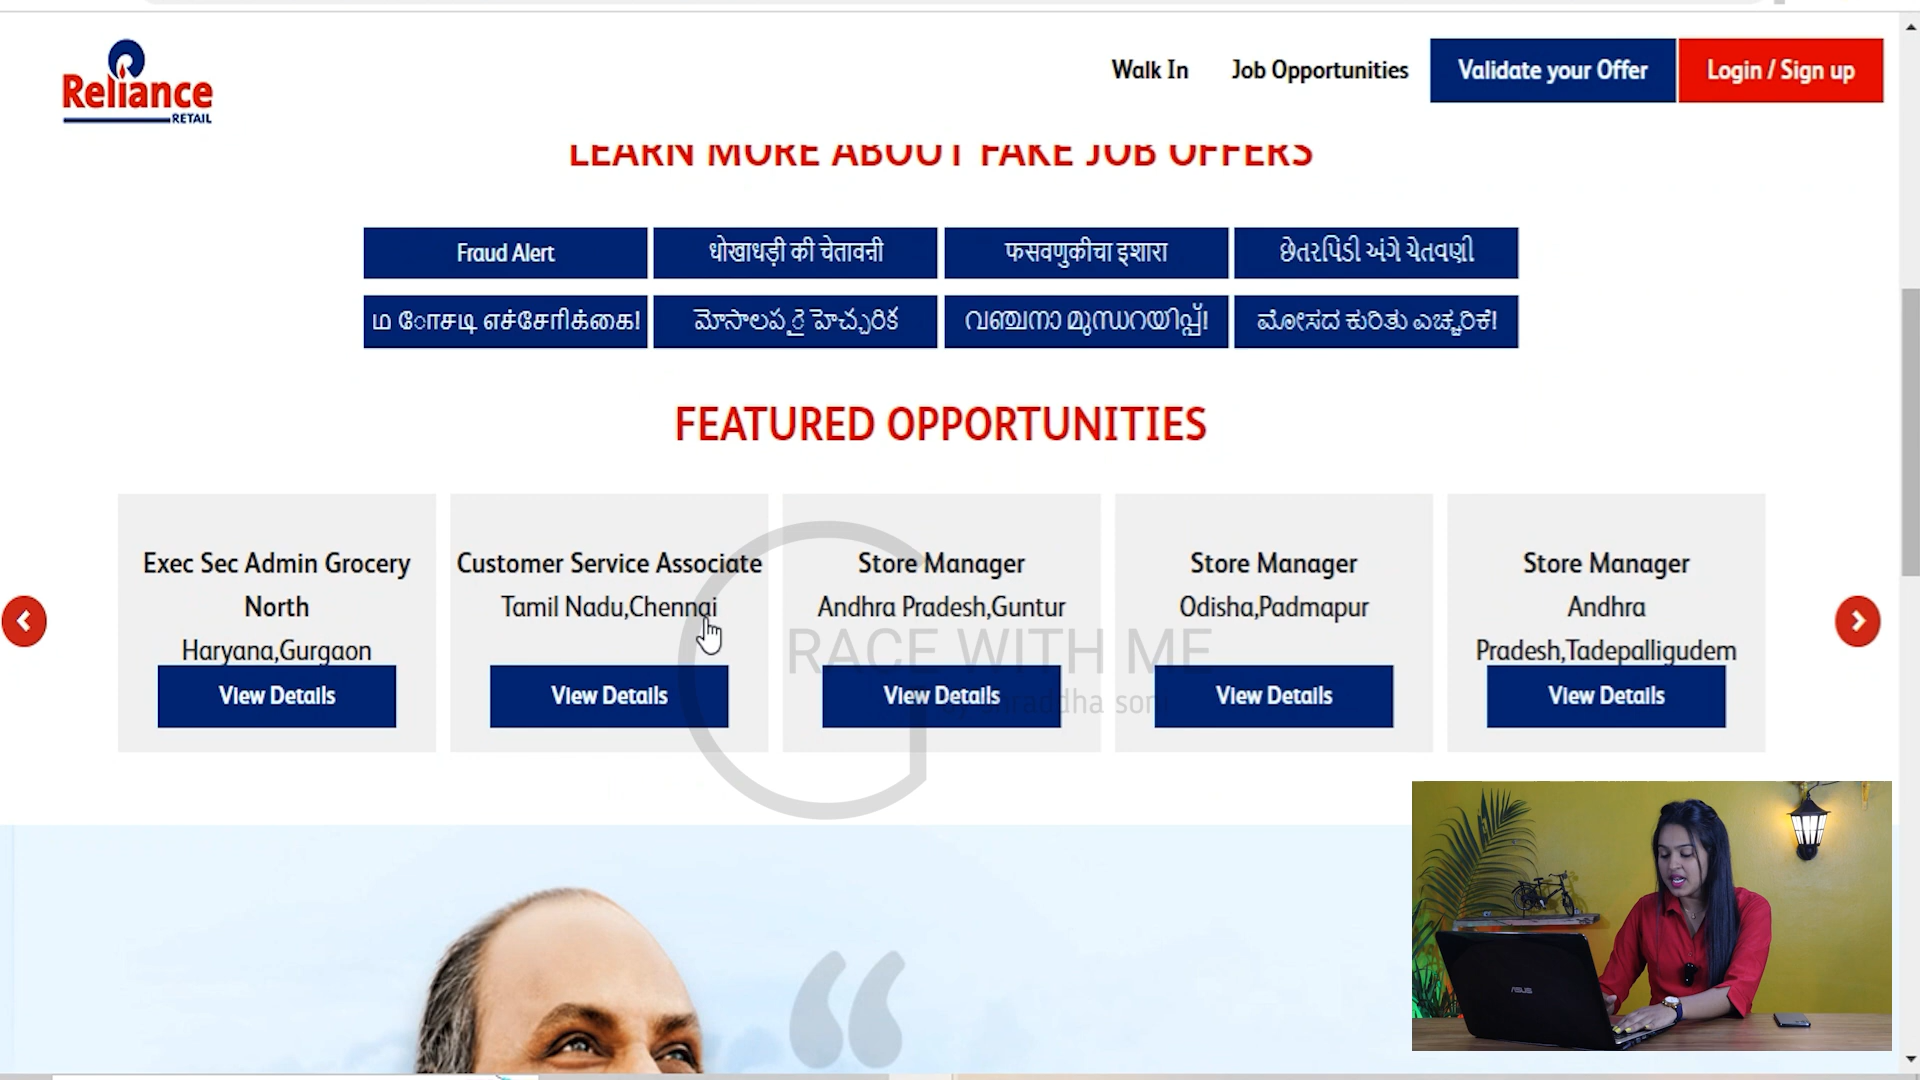 Reliance
RETAIL
Walk In
Job Opportunities
Validate your Offer
Login / Sign up
LEARN MORE ABOUT FAKE JOB OFFERS
Fraud Alert
धोखाधड़ी की चेतावनी
फसवणुकीचा इशारा
છેતરપિંડી અંગે ચેતવણી
ம ோசடி எச்சேரிக்கை!
మోసాలప ై హెచ్చరిక
വഞ്ചനാ മുന്ധറയിപ്പ്!
ಮೋಸದ ಕುರಿತು ಎಚ್ಚರಿಕೆ!
FEATURED OPPORTUNITIES
Exec Sec Admin Grocery
North
Haryana,Gurgaon
View Details
Customer Service Associate
Tamil Nadu,Chennai
View Details
Store Manager
Andhra Pradesh,Guntur
View Details
Store Manager
Odisha,Padmapur
View Details
Store Manager
Andhra
Pradesh,Tadepalligudem
View Details
RACE WITH ME
shraddha soni
“
ASUS